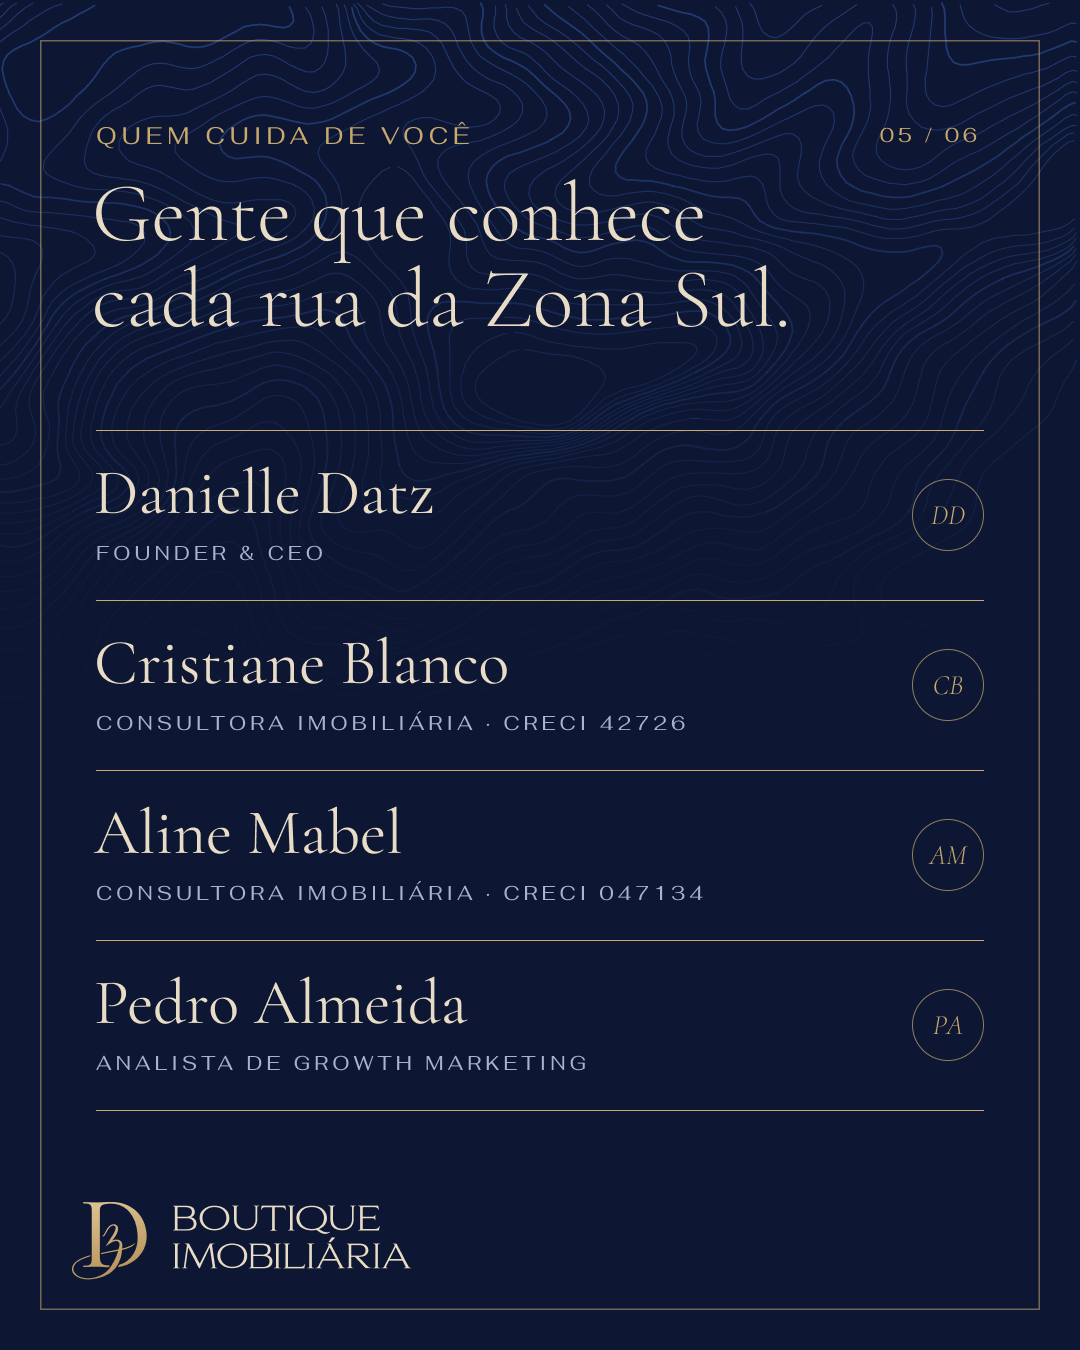 QUEM CUIDA DE VOCÊ
05 / 06
Gente que conhece
cada rua da Zona Sul.
Danielle Datz
FOUNDER & CEO
DD
Cristiane Blanco
CONSULTORA IMOBILIÁRIA · CRECI 42726
CB
Aline Mabel
CONSULTORA IMOBILIÁRIA · CRECI 047134
AM
Pedro Almeida
ANALISTA DE GROWTH MARKETING
PA
BOUTIQUE
IMOBILIÁRIA